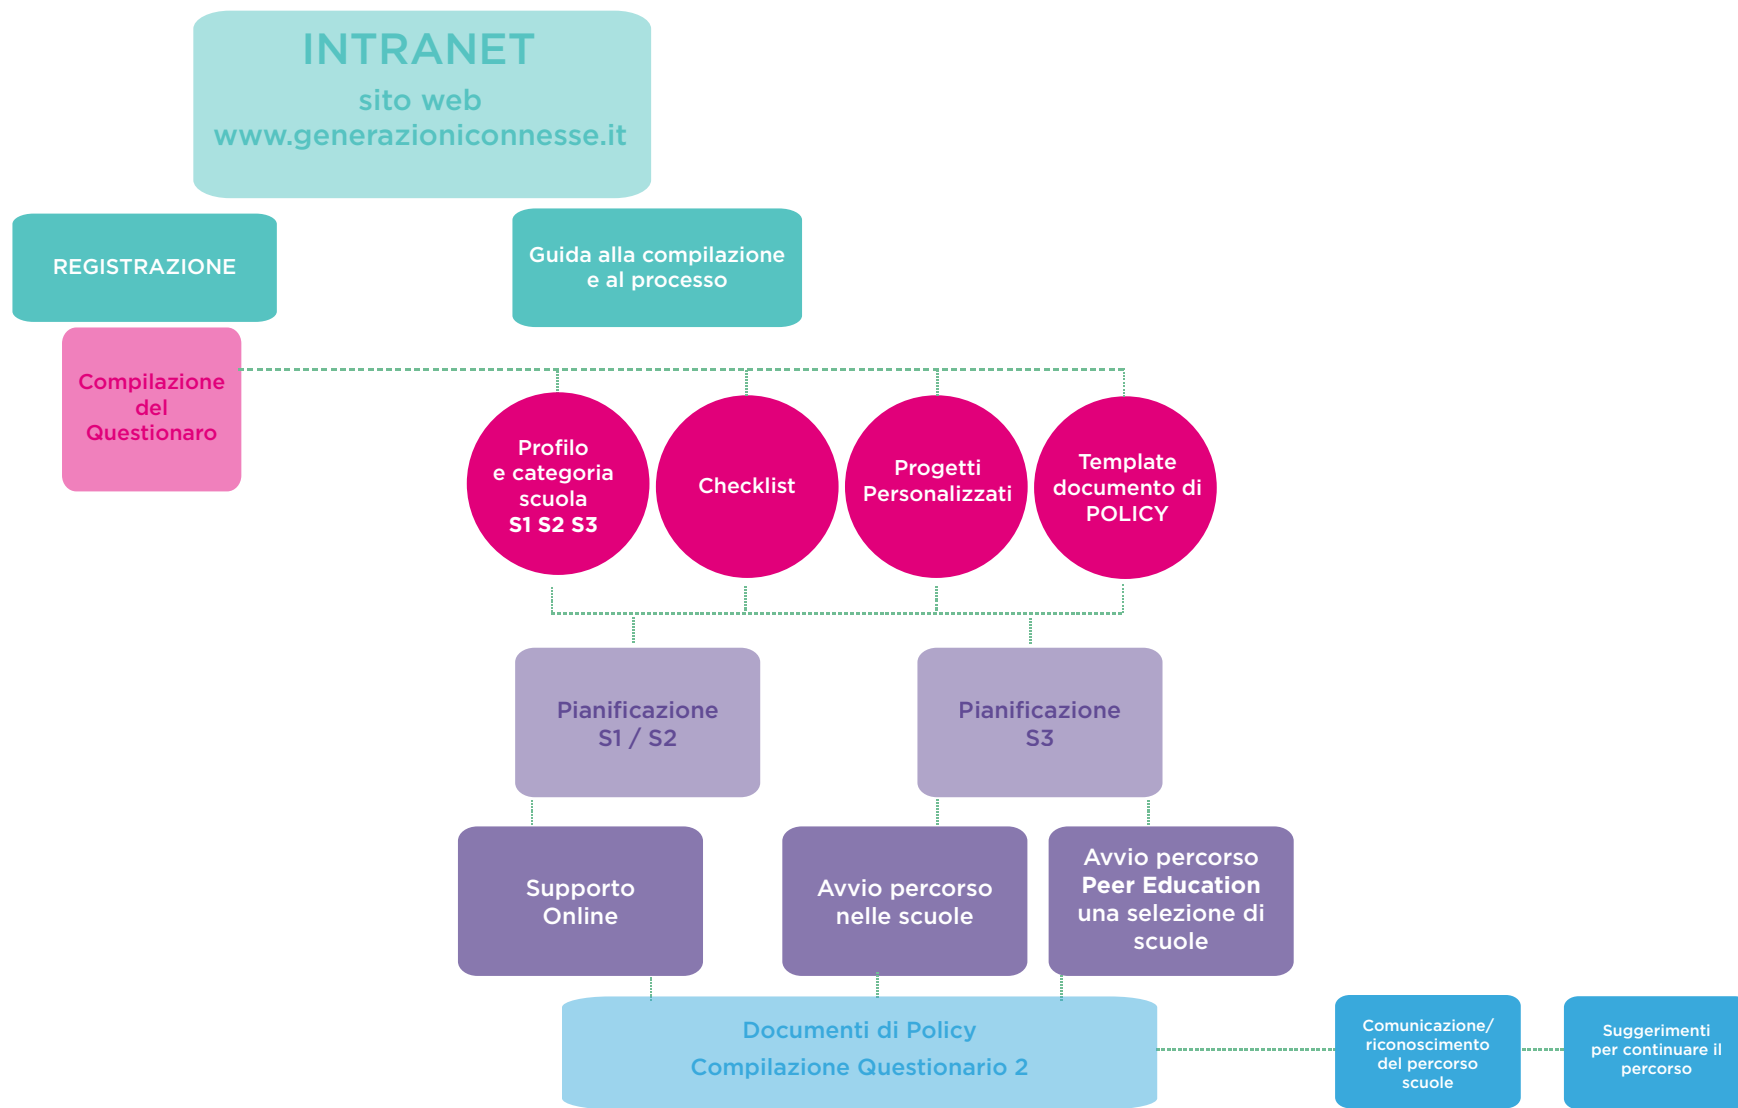 INTRANET
sito web
www.generazioniconnesse.it
REGISTRAZIONE
Guida alla compilazione
e al processo
Compilazione
del
Questionaro
Profilo
e categoria
scuola
S1 S2 S3
Checklist
Progetti
Personalizzati
Template
documento di
POLICY
Pianificazione
S1 / S2
Pianificazione
S3
Supporto
Online
Avvio percorso
nelle scuole
Avvio percorso
Peer Education
una selezione di
scuole
Documenti di Policy
Compilazione Questionario 2
Comunicazione/
riconoscimento
del percorso
scuole
Suggerimenti
per continuare il
percorso